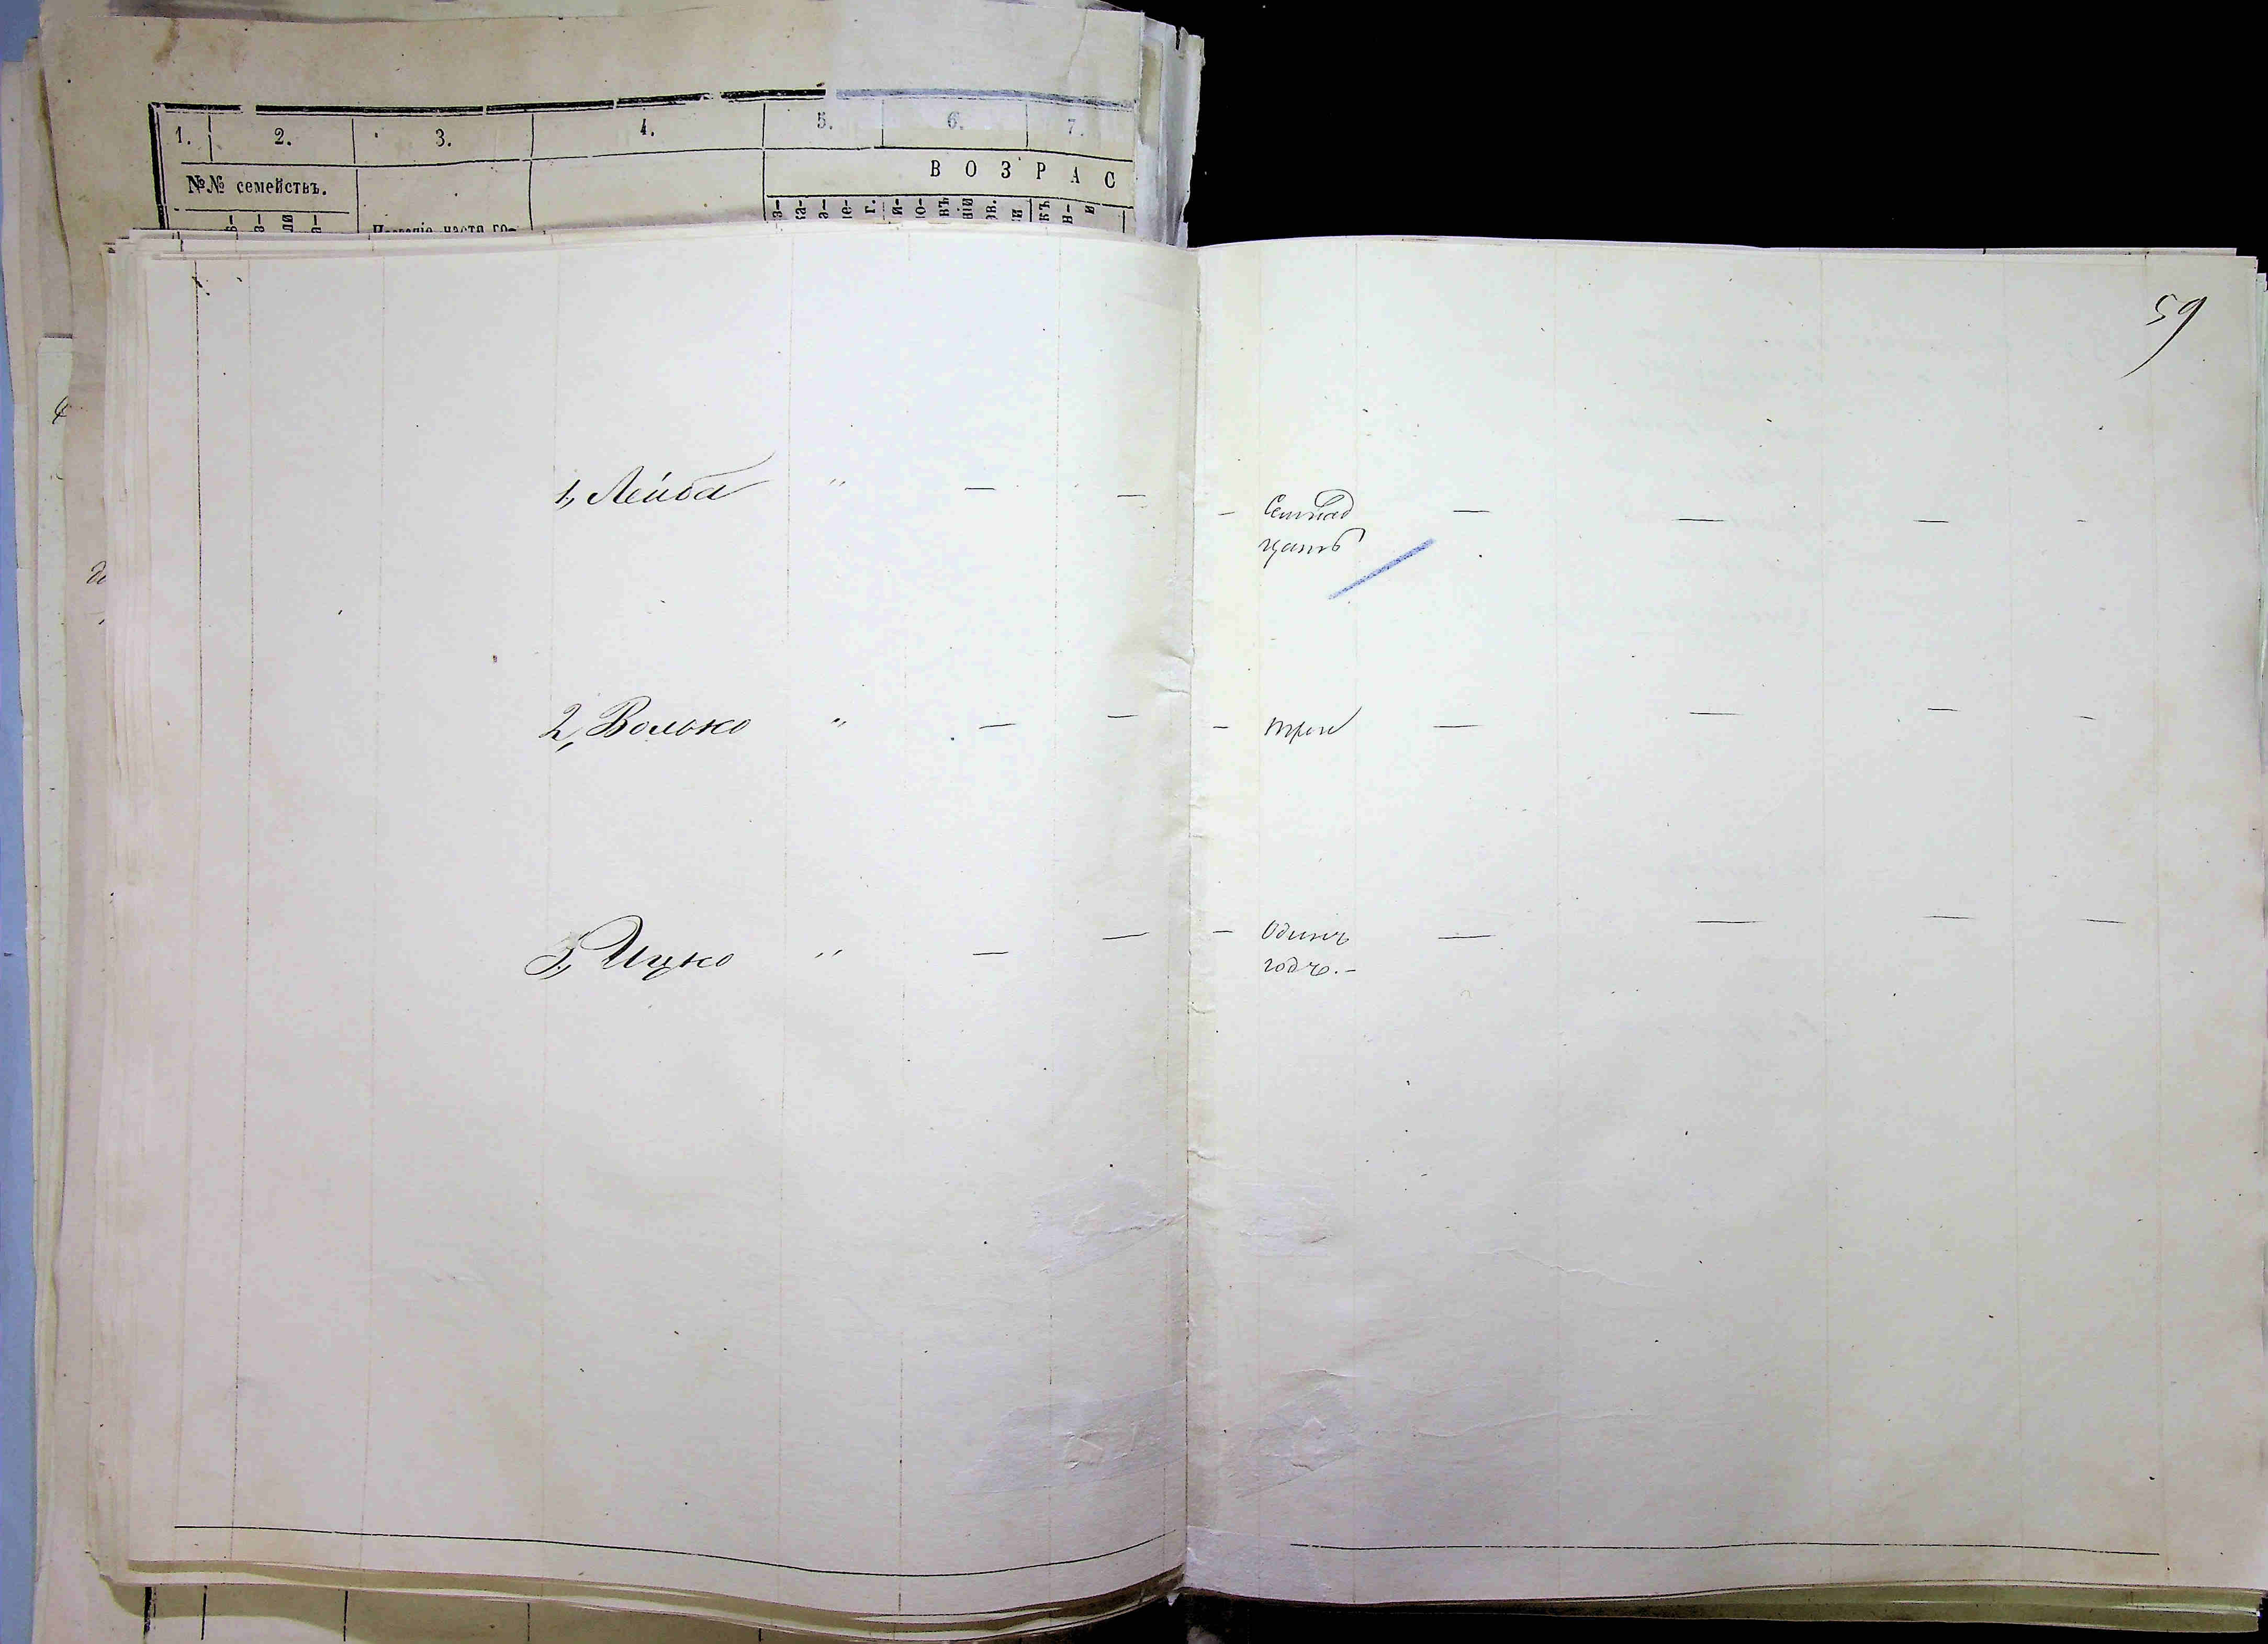 1. 2. 3. 4. 5. 6. 7.
№№ семействъ.
ВОЗРАС
59
1, Лейба " — — — Семнад
цать
2, Волько " — — — три — — — -
3, Ицко " — — — Одинъ — — — —
годъ.-